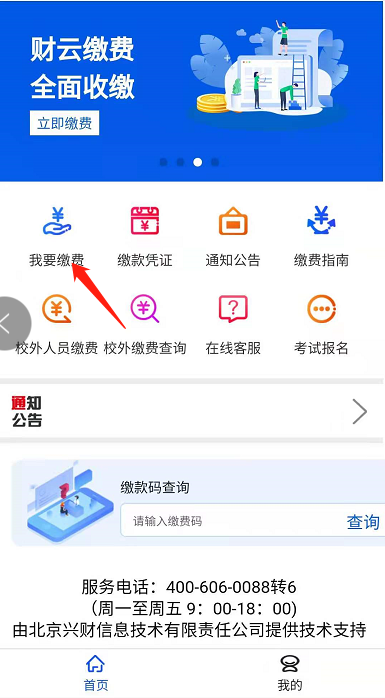 财云缴费
全面收缴
立即缴费
我要缴费 缴款凭证 通知公告 缴费指南
校外人员缴费 校外缴费查询 在线客服 考试报名
通知
公告
缴款码查询
请输入缴费码 查询
服务电话：400-606-0088转6
（周一至周五 9：00-18：00)
由北京兴财信息技术有限责任公司提供技术支持
首页 我的